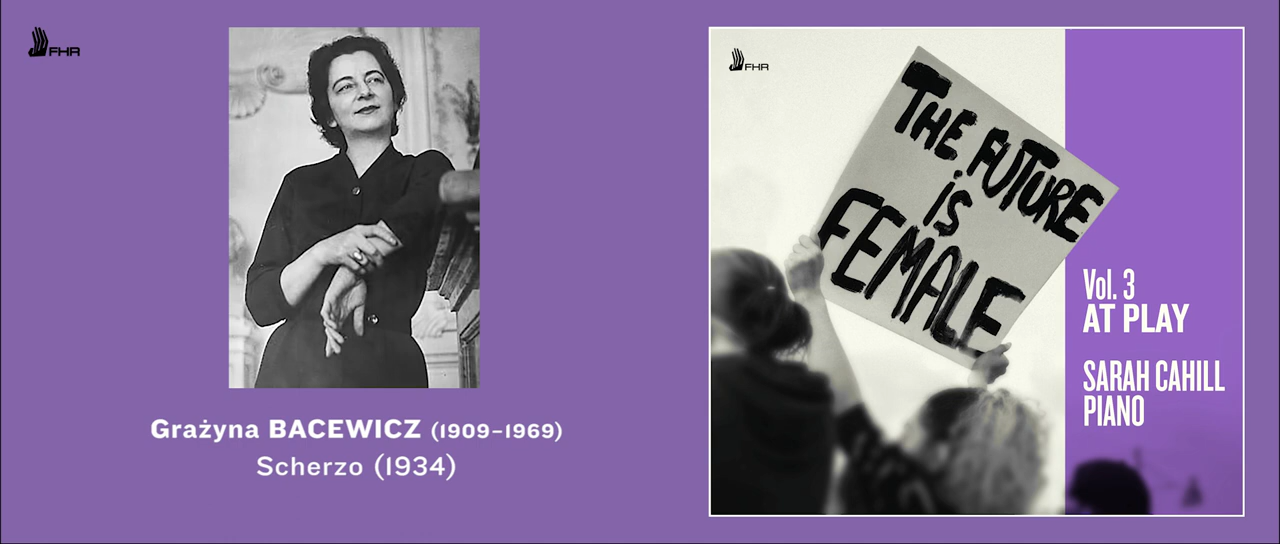 FHR
Grażyna BACEWICZ (1909–1969)
Scherzo (1934)
FHR
THE FUTURE
IS
FEMALE
Vol. 3
AT PLAY
SARAH CAHILL
PIANO